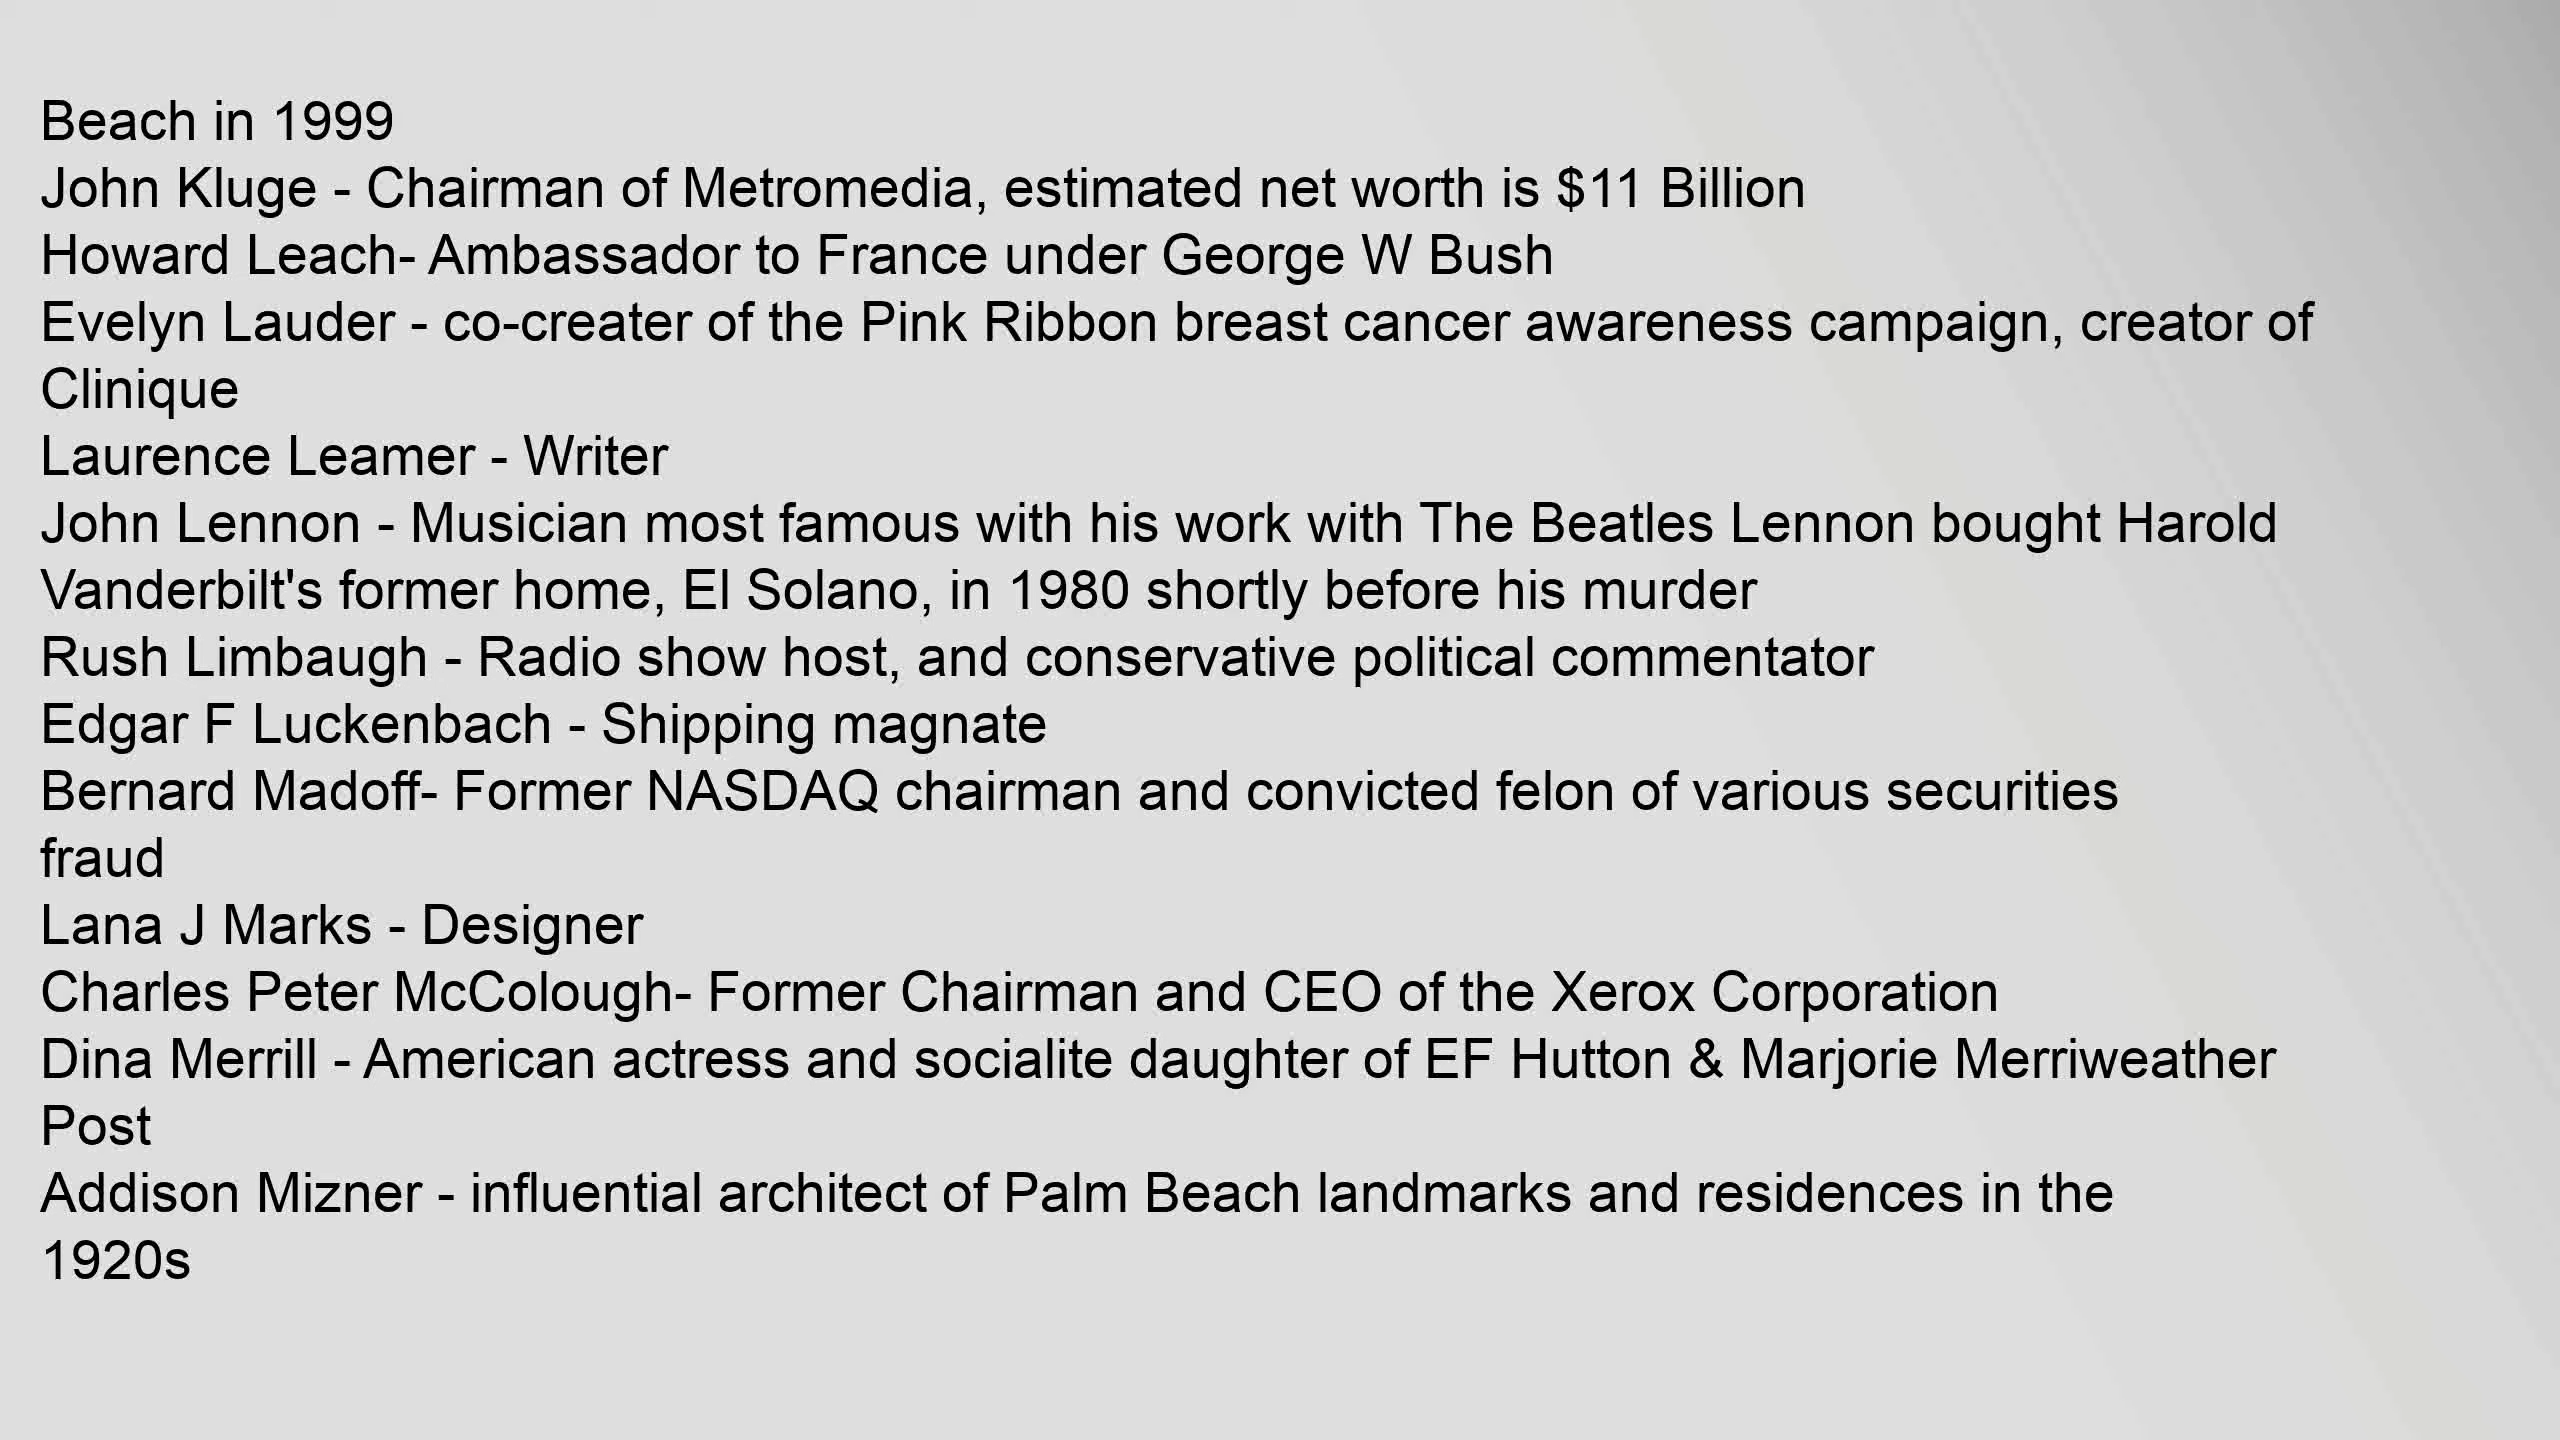 Beach in 1999
John Kluge - Chairman of Metromedia, estimated net worth is $11 Billion
Howard Leach- Ambassador to France under George W Bush
Evelyn Lauder - co-creater of the Pink Ribbon breast cancer awareness campaign, creator of
Clinique
Laurence Leamer - Writer
John Lennon - Musician most famous with his work with The Beatles Lennon bought Harold
Vanderbilt's former home, El Solano, in 1980 shortly before his murder
Rush Limbaugh - Radio show host, and conservative political commentator
Edgar F Luckenbach - Shipping magnate
Bernard Madoff- Former NASDAQ chairman and convicted felon of various securities
fraud
Lana J Marks - Designer
Charles Peter McColough- Former Chairman and CEO of the Xerox Corporation
Dina Merrill - American actress and socialite daughter of EF Hutton & Marjorie Merriweather
Post
Addison Mizner - influential architect of Palm Beach landmarks and residences in the
1920s